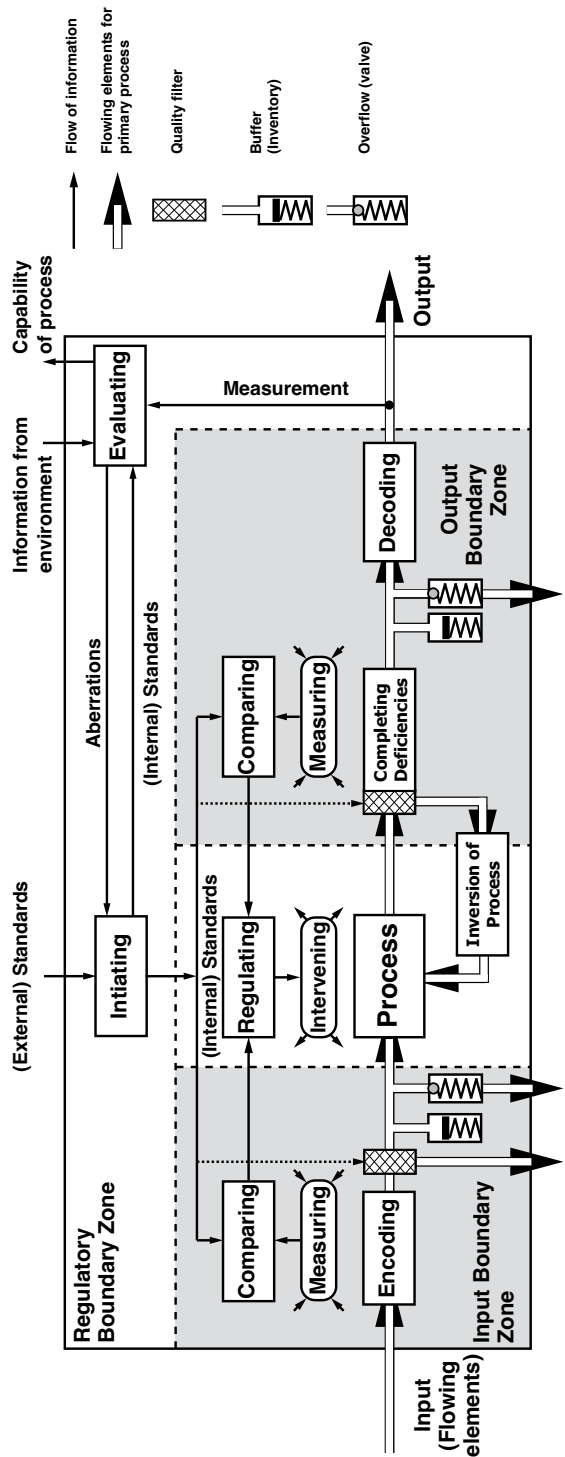 (External) Standards
Information from
environment
Capability
of process
Regulatory
Boundary Zone
Intiating
Aberrations
(Internal) Standards
Evaluating
Measurement
(Internal) Standards
Comparing
Regulating
Comparing
Measuring
Intervening
Measuring
Input
(Flowing
elements)
Encoding
Process
Completing
Deficiencies
Decoding
Output
Inversion of
Process
Input Boundary
Zone
Output
Boundary
Zone
Flow of information
Flowing elements for
primary process
Quality filter
Buffer
(Inventory)
Overflow (valve)